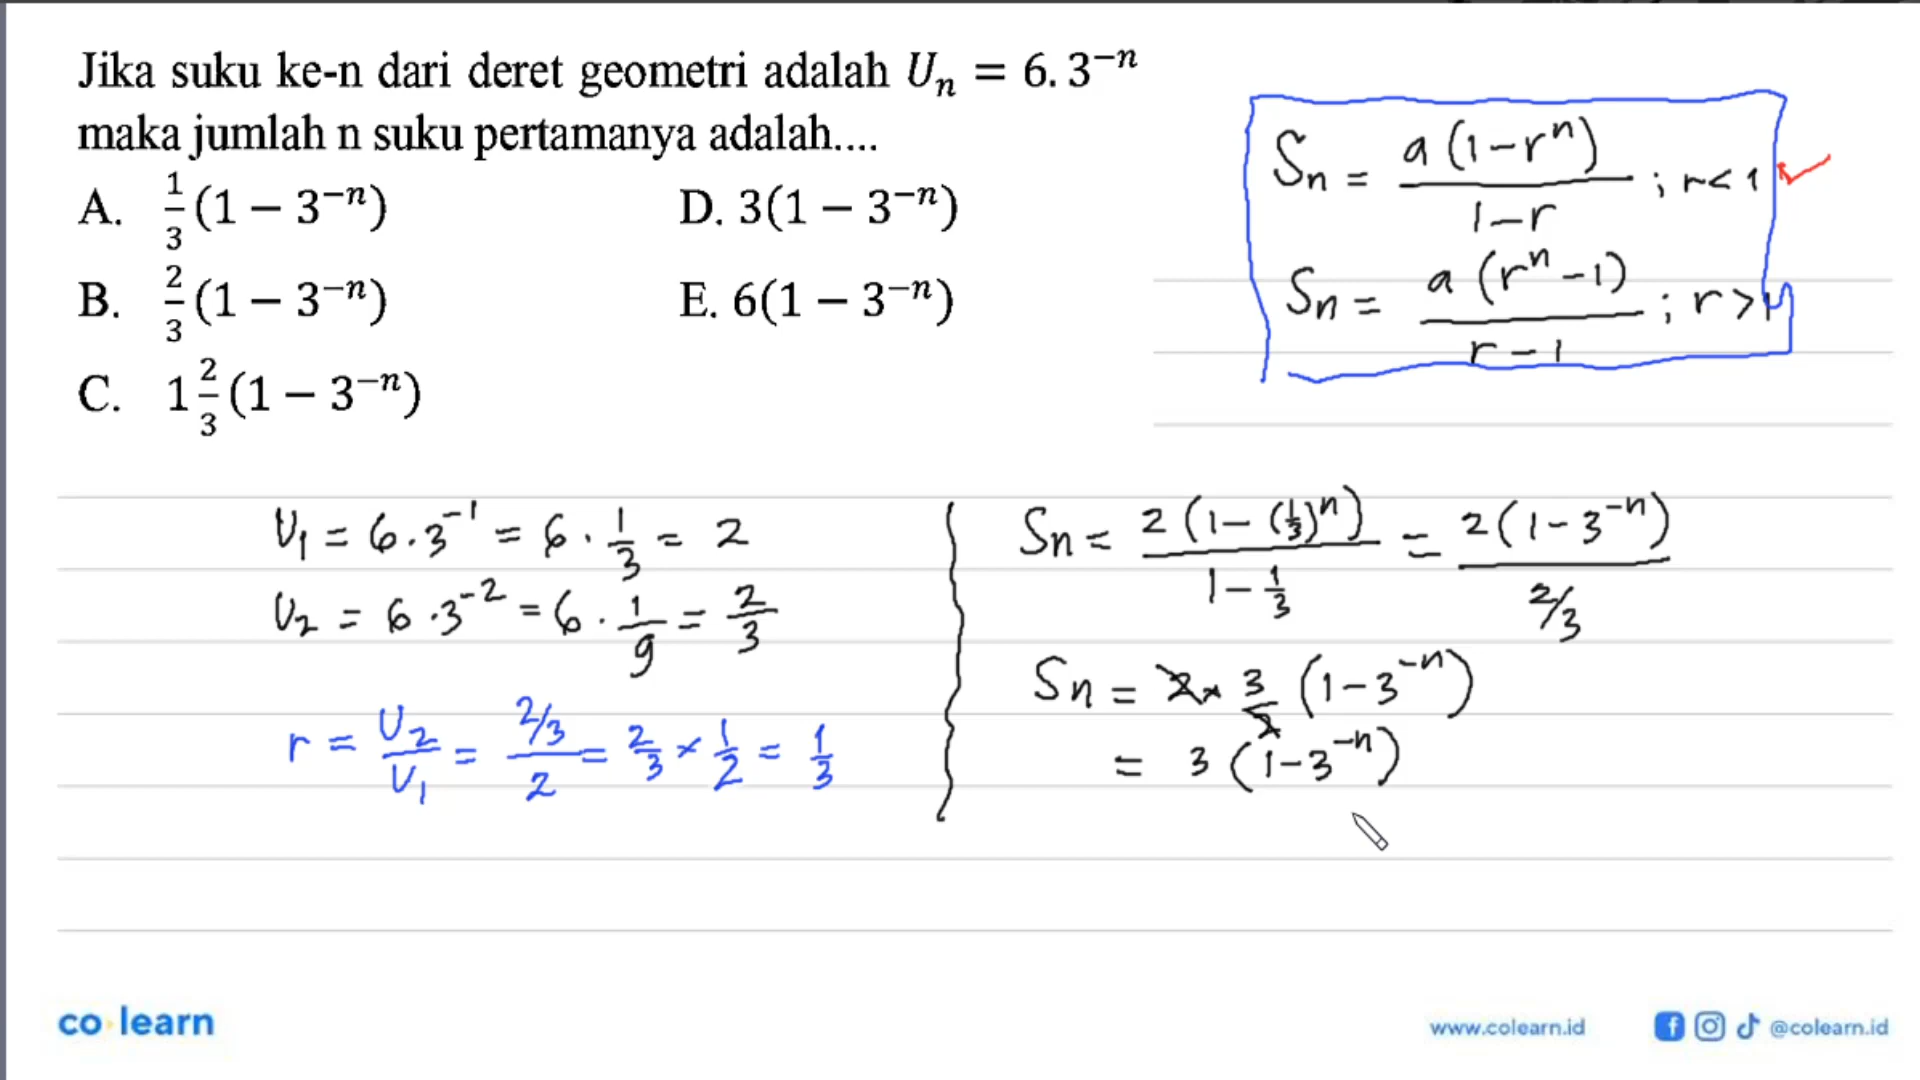 Jika suku ke-n dari deret geometri adalah Uₙ = 6. 3⁻ⁿ
maka jumlah n suku pertamanya adalah....
A. 1/3 (1 − 3⁻ⁿ)
B. 2/3 (1 − 3⁻ⁿ)
C. 1 2/3 (1 − 3⁻ⁿ)
D. 3(1 − 3⁻ⁿ)
E. 6(1 − 3⁻ⁿ)
Sn = a(1-rⁿ)/(1-r) ; r<1
Sn = a(rⁿ-1)/(r-1) ; r>1
U₁ = 6.3⁻¹ = 6 . 1/3 = 2
U₂ = 6.3⁻² = 6 . 1/9 = 2/3
r = U₂/U₁ = (2/3)/2 = 2/3 × 1/2 = 1/3
Sn = 2(1-(1/3)ⁿ)/(1-1/3) = 2(1-3⁻ⁿ)/(2/3)
Sn = 2 × 3/2 (1-3⁻ⁿ)
= 3 (1-3⁻ⁿ)
co learn
www.colearn.id
@colearn.id